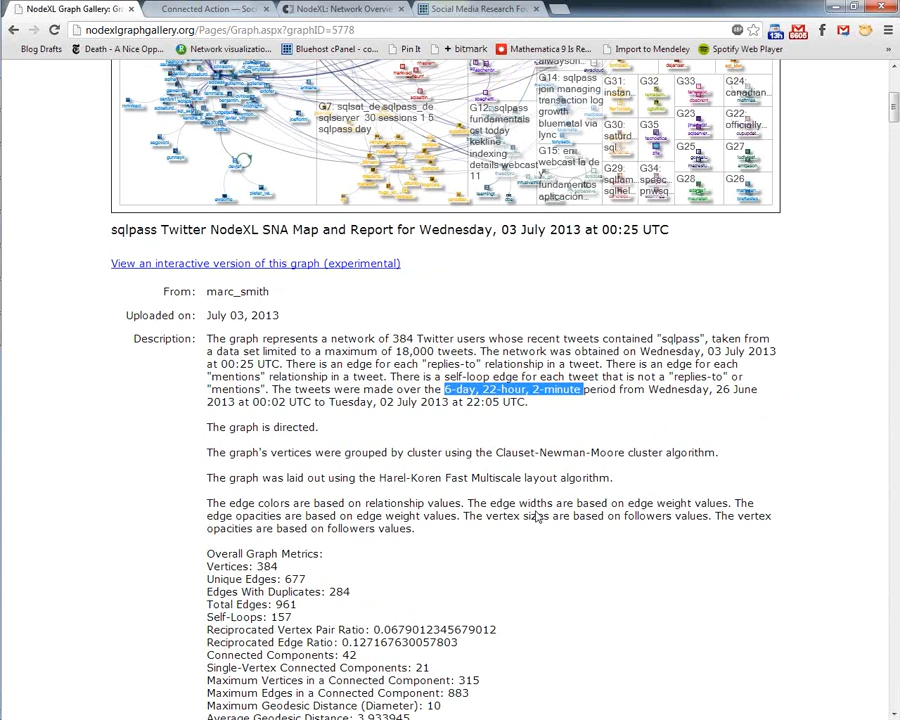 NodeXL Graph Gallery: Gr
Connected Action — Soci
NodeXL: Network Overvie
Social Media Research Fo
nodexlgraphgallery.org/Pages/Graph.aspx?graphID=5778
Blog Drafts
Death - A Nice Opp...
Network visualizatio...
Bluehost cPanel - co...
Pin It
+ bitmark
Mathematica 9 Is Re...
Import to Mendeley
Spotify Web Player
»
G7: sqlsat_de sqlpass_de
sqlserver 30 sessions 1 5
sqlpass day
G12: sqlpass
fundamentals
cst today
kekline
indexing
details webcast
11
G14: sqlpass
join managing
transaction log
growth
bluemetal via
lync
G15: en
webcast la de
fundamentos
aplicación...
G31:
instan...
G32
G33
G24:
canadian...
G30:
saturd...
sql...
G35
G23
G22:
officially...
G25
G27
G29:
sqlfam...
sqlhel...
G34:
speec...
pnwsq...
G28
G26
sqlpass Twitter NodeXL SNA Map and Report for Wednesday, 03 July 2013 at 00:25 UTC
View an interactive version of this graph (experimental)
From: marc_smith
Uploaded on: July 03, 2013
Description: The graph represents a network of 384 Twitter users whose recent tweets contained "sqlpass", taken from
a data set limited to a maximum of 18,000 tweets. The network was obtained on Wednesday, 03 July 2013
at 00:25 UTC. There is an edge for each "replies-to" relationship in a tweet. There is an edge for each
"mentions" relationship in a tweet. There is a self-loop edge for each tweet that is not a "replies-to" or
"mentions". The tweets were made over the 6-day, 22-hour, 2-minute period from Wednesday, 26 June
2013 at 00:02 UTC to Tuesday, 02 July 2013 at 22:05 UTC.
The graph is directed.
The graph's vertices were grouped by cluster using the Clauset-Newman-Moore cluster algorithm.
The graph was laid out using the Harel-Koren Fast Multiscale layout algorithm.
The edge colors are based on relationship values. The edge widths are based on edge weight values. The
edge opacities are based on edge weight values. The vertex sizes are based on followers values. The vertex
opacities are based on followers values.
Overall Graph Metrics:
Vertices: 384
Unique Edges: 677
Edges With Duplicates: 284
Total Edges: 961
Self-Loops: 157
Reciprocated Vertex Pair Ratio: 0.0679012345679012
Reciprocated Edge Ratio: 0.127167630057803
Connected Components: 42
Single-Vertex Connected Components: 21
Maximum Vertices in a Connected Component: 315
Maximum Edges in a Connected Component: 883
Maximum Geodesic Distance (Diameter): 10
Average Geodesic Distance: 3.933945